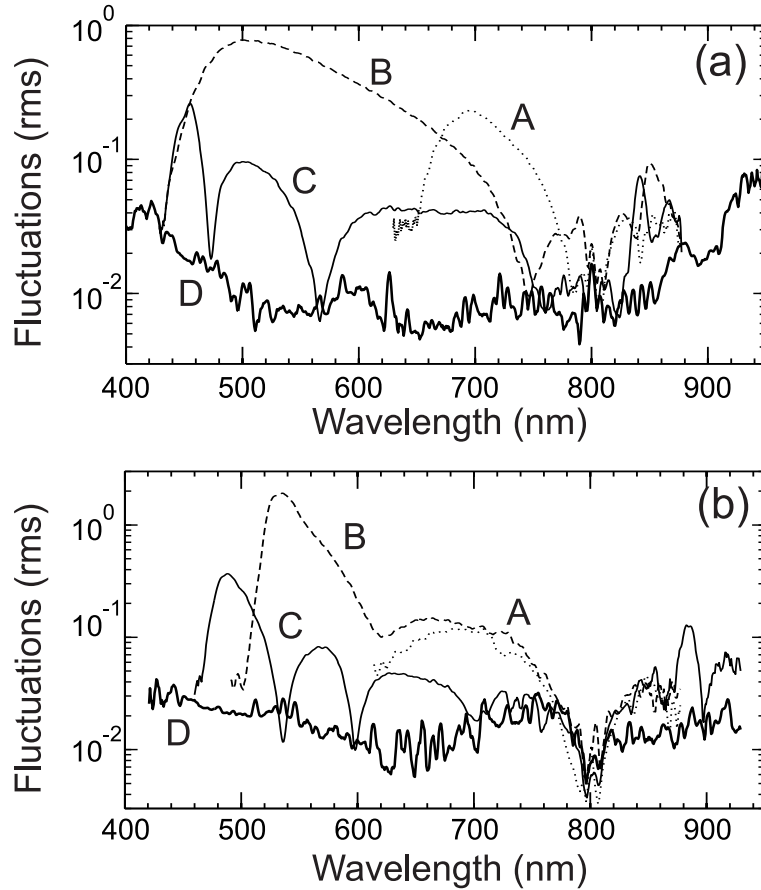 10^0
(a)
B
A
10^-1
C
10^-2
D
Fluctuations (rms)
400 500 600 700 800 900
Wavelength (nm)
(b)
10^0
B
A
10^-1
C
D
10^-2
Fluctuations (rms)
400 500 600 700 800 900
Wavelength (nm)